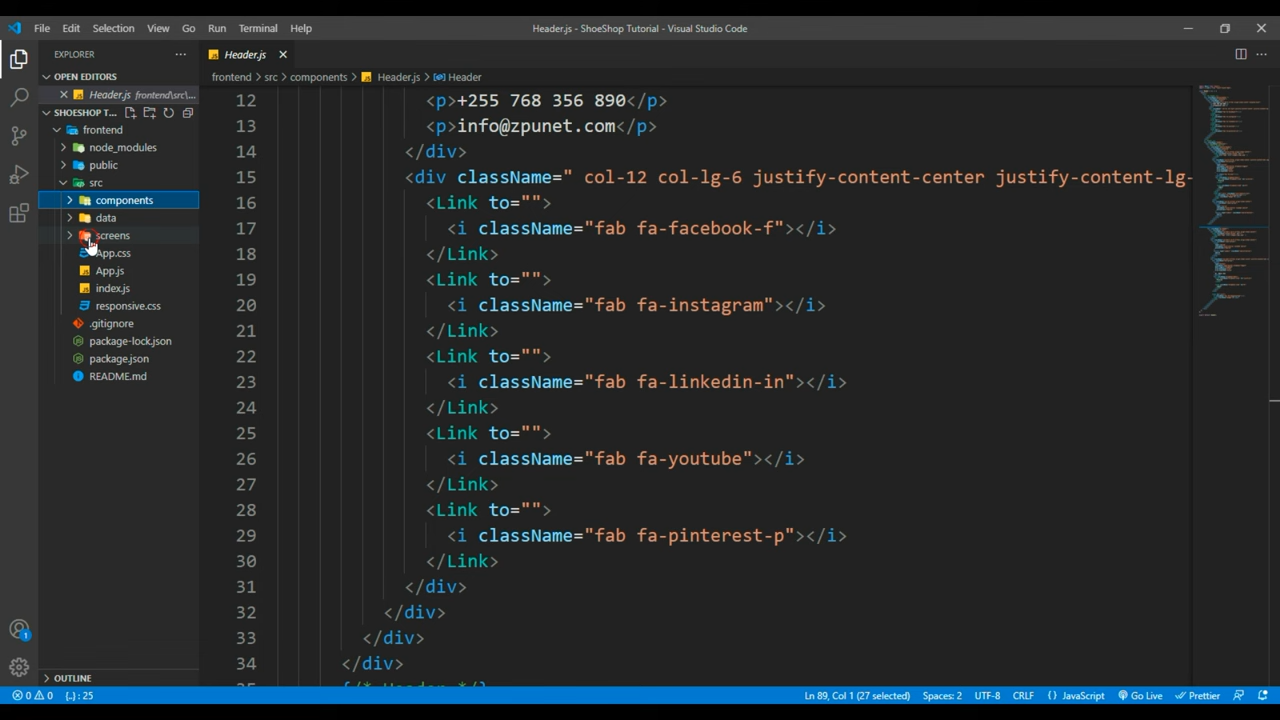 File Edit Selection View Go Run Terminal Help
Header.js - ShoeShop Tutorial - Visual Studio Code
EXPLORER
OPEN EDITORS
Header.js frontend\src\...
SHOESHOP T...
frontend
node_modules
public
src
components
data
screens
App.css
App.js
index.js
responsive.css
.gitignore
package-lock.json
package.json
README.md
OUTLINE
Header.js
frontend > src > components > Header.js > Header
12 <p>+255 768 356 890</p>
13 <p>info@zpunet.com</p>
14 </div>
15 <div className=" col-12 col-lg-6 justify-content-center justify-content-lg-
16 <Link to="">
17 <i className="fab fa-facebook-f"></i>
18 </Link>
19 <Link to="">
20 <i className="fab fa-instagram"></i>
21 </Link>
22 <Link to="">
23 <i className="fab fa-linkedin-in"></i>
24 </Link>
25 <Link to="">
26 <i className="fab fa-youtube"></i>
27 </Link>
28 <Link to="">
29 <i className="fab fa-pinterest-p"></i>
30 </Link>
31 </div>
32 </div>
33 </div>
34 </div>
35 {/* Header */}
1
0 0 {..} : 25
Ln 89, Col 1 (27 selected) Spaces: 2 UTF-8 CRLF {} JavaScript Go Live Prettier